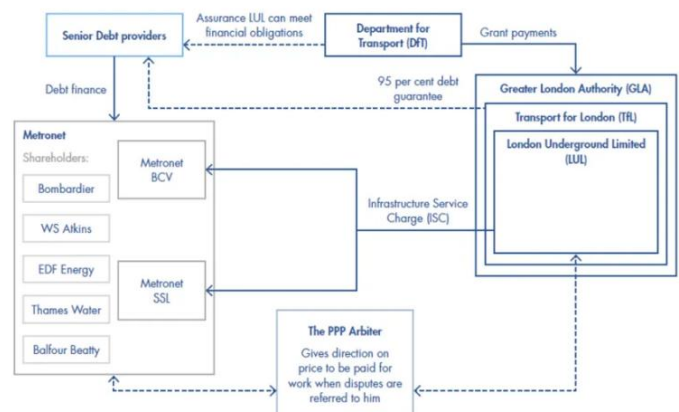 Senior Debt providers
Assurance LUL can meet
financial obligations
Department for
Transport (DfT)
Grant payments
Debt finance
95 per cent debt
guarantee
Greater London Authority (GLA)
Transport for London (TfL)
London Underground Limited
(LUL)
Metronet
Shareholders:
Bombardier
WS Atkins
EDF Energy
Thames Water
Balfour Beatty
Metronet
BCV
Metronet
SSL
Infrastructure Service
Charge (ISC)
The PPP Arbiter
Gives direction on
price to be paid for
work when disputes are
referred to him